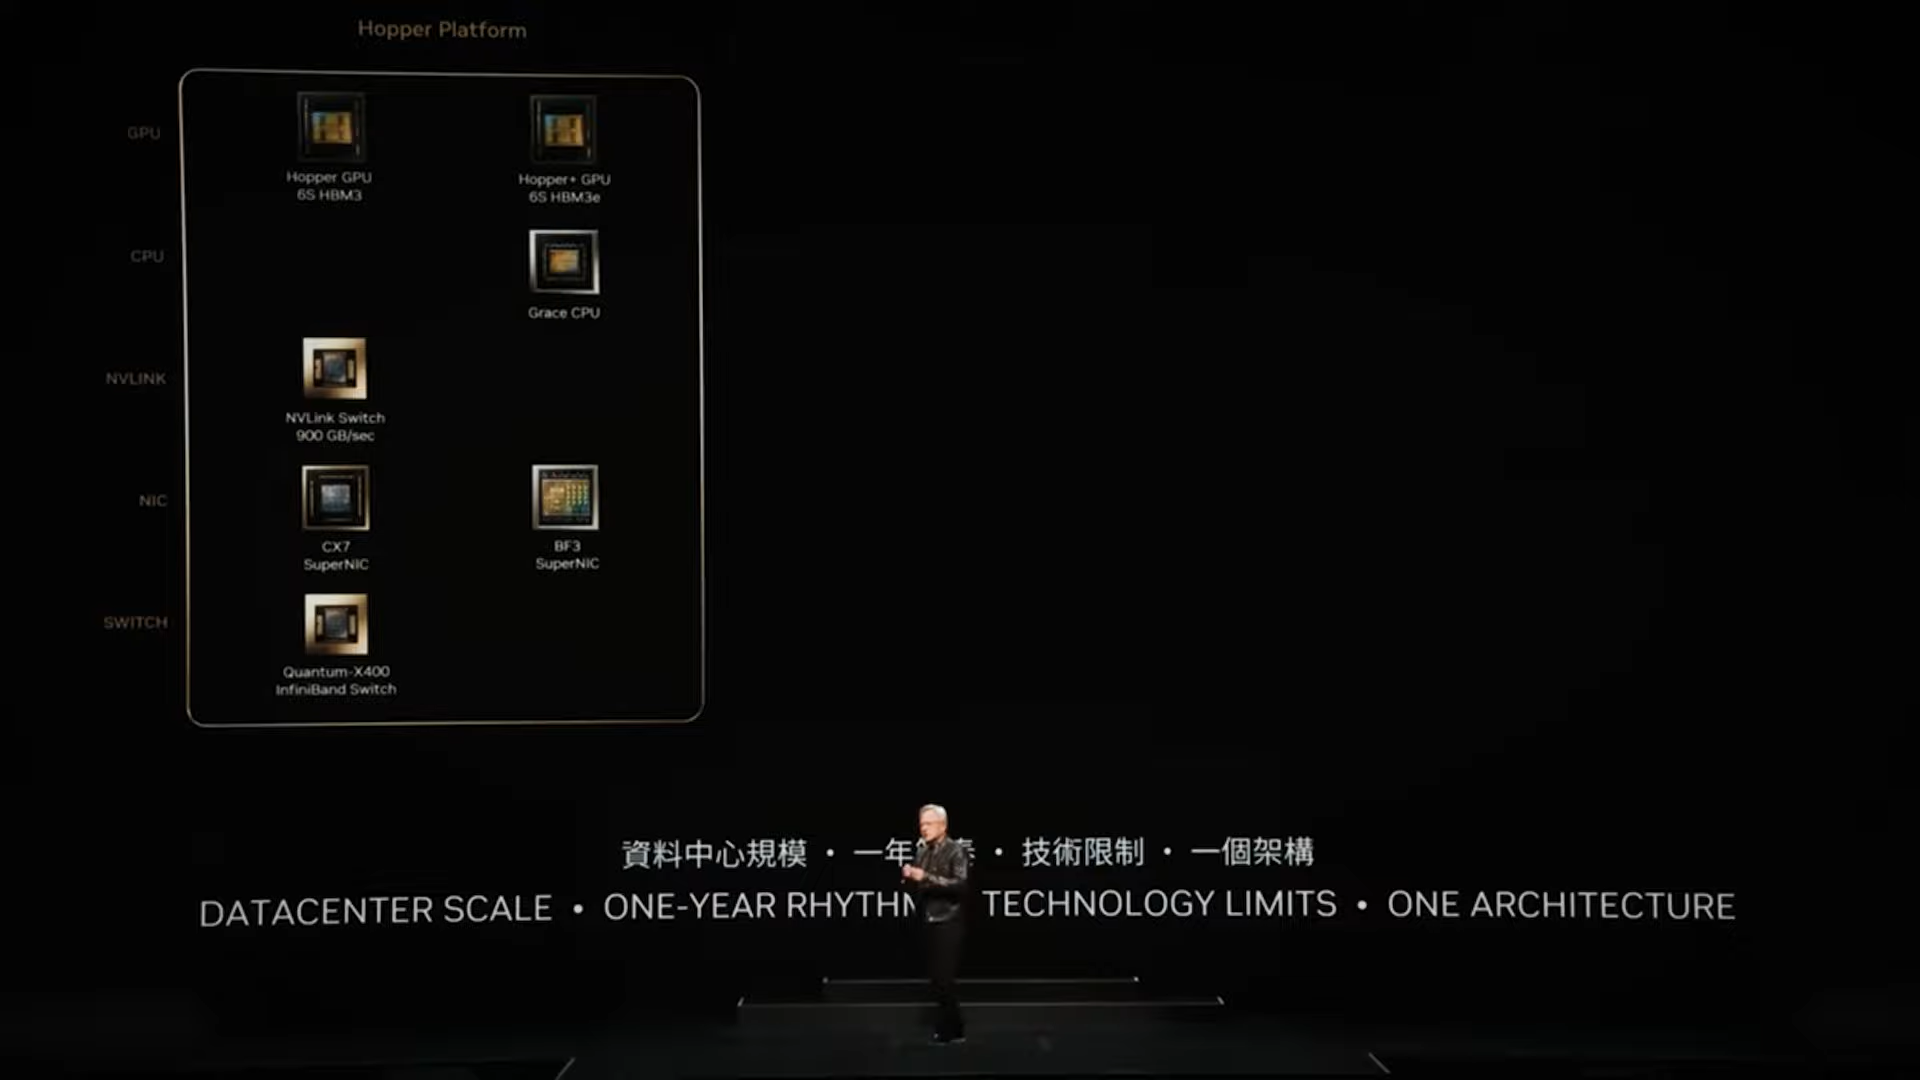 Hopper Platform
GPU
Hopper GPU
6S HBM3
Hopper+ GPU
6S HBM3e
CPU
Grace CPU
NVLINK
NVLink Switch
900 GB/sec
NIC
CX7
SuperNIC
BF3
SuperNIC
SWITCH
Quantum-X400
InfiniBand Switch
資料中心規模 • 一年 • 技術限制 • 一個架構
DATACENTER SCALE • ONE-YEAR RHYTHM TECHNOLOGY LIMITS • ONE ARCHITECTURE